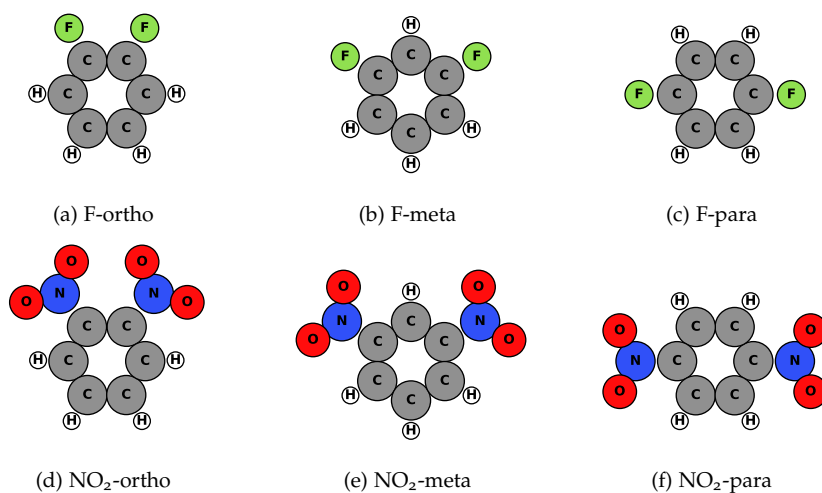 F F
C C
H C C H
C C
H H
(a) F-ortho
H
F C F
C C
C C
H C H
H
(b) F-meta
H H
C C
F C C F
C C
H H
(c) F-para
O O
O N N O
C C
H C C H
C C
H H
(d) NO₂-ortho
O O
H
N C N
O C C O
C C
H C H
H
(e) NO₂-meta
H H
O C C O
N C C N
O C C O
H H
(f) NO₂-para